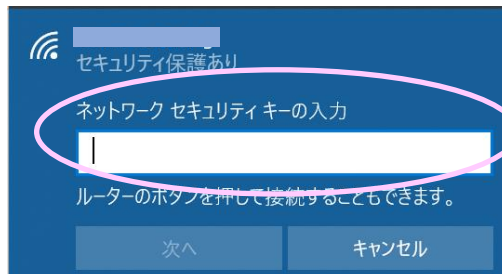 セキュリティ保護あり
ネットワーク セキュリティ キーの入力
ルーターのボタンを押して接続することもできます。
次へ
キャンセル